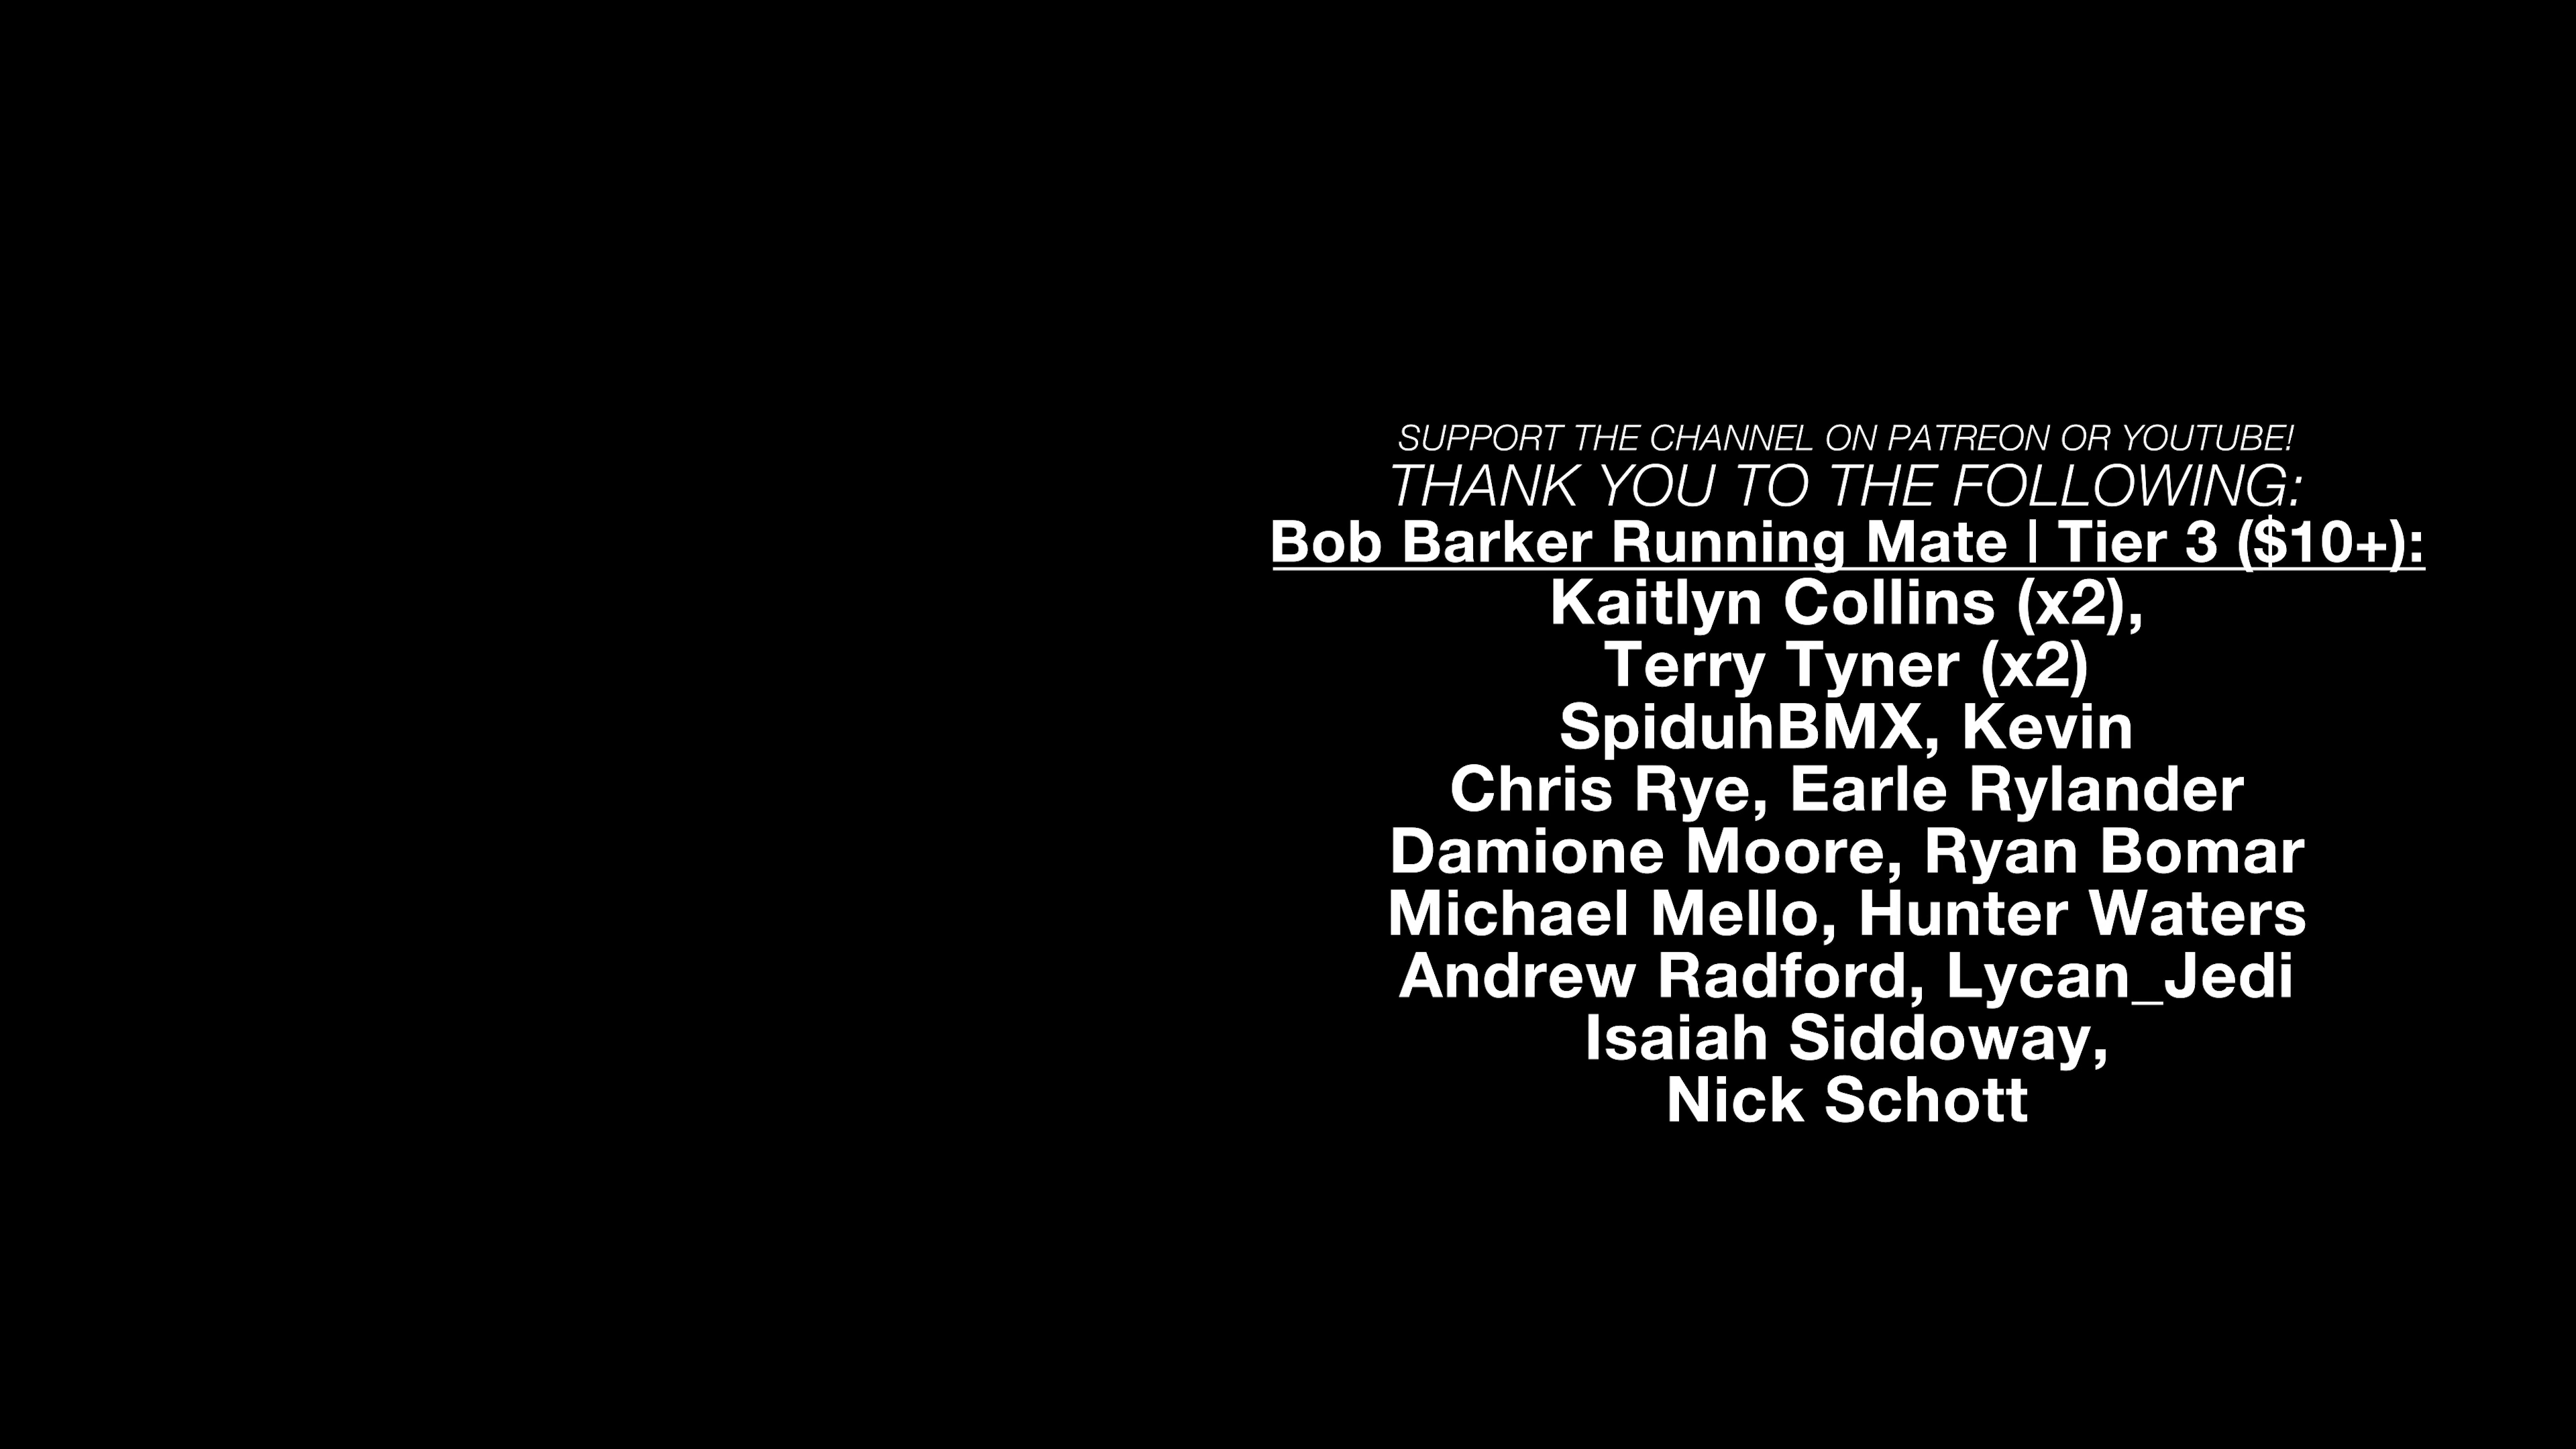 SUPPORT THE CHANNEL ON PATREON OR YOUTUBE!
THANK YOU TO THE FOLLOWING:
Bob Barker Running Mate | Tier 3 ($10+):
Kaitlyn Collins (x2),
Terry Tyner (x2)
SpiduhBMX, Kevin
Chris Rye, Earle Rylander
Damione Moore, Ryan Bomar
Michael Mello, Hunter Waters
Andrew Radford, Lycan_Jedi
Isaiah Siddoway,
Nick Schott